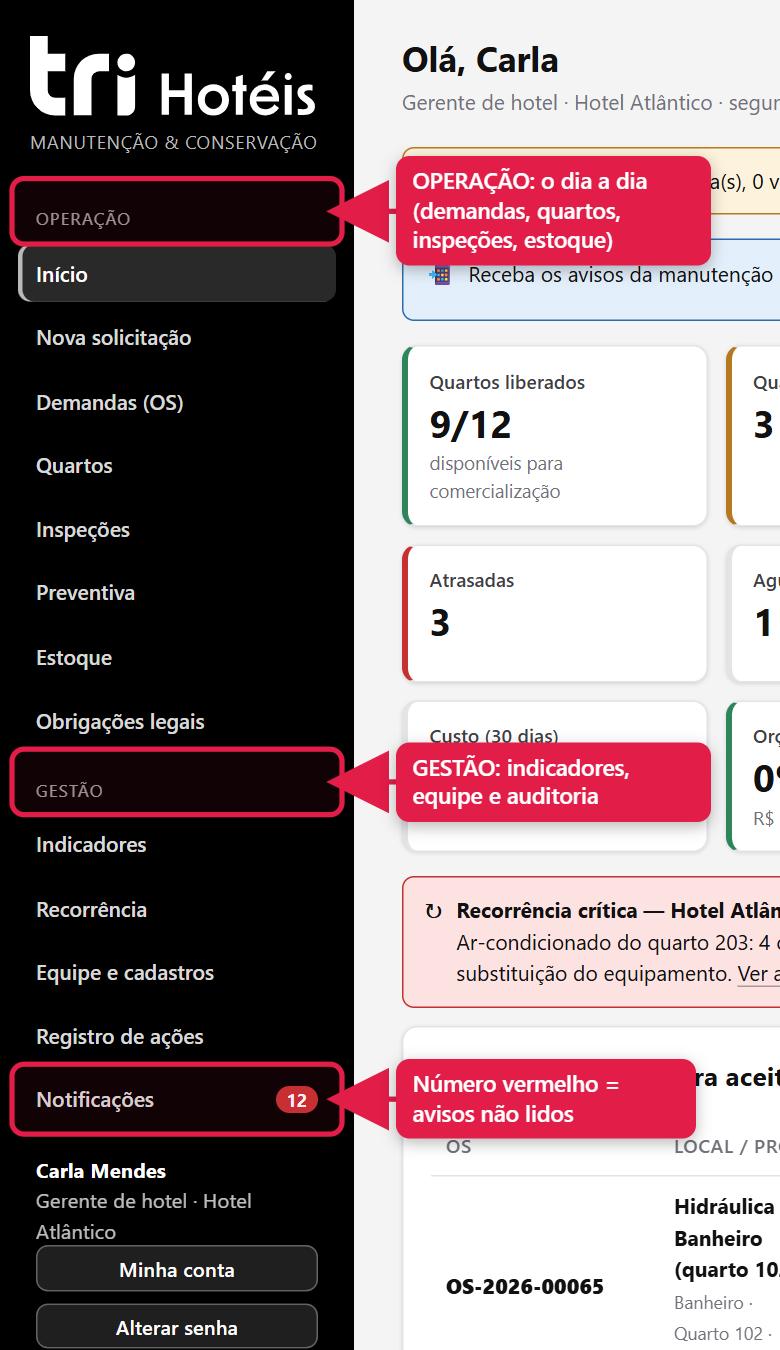 tri Hotéis
MANUTENÇÃO & CONSERVAÇÃO
OPERAÇÃO
Início
Nova solicitação
Demandas (OS)
Quartos
Inspeções
Preventiva
Estoque
Obrigações legais
GESTÃO
Indicadores
Recorrência
Equipe e cadastros
Registro de ações
Notificações 12
Carla Mendes
Gerente de hotel · Hotel
Atlântico
Minha conta
Alterar senha
Olá, Carla
Gerente de hotel · Hotel Atlântico ·
OPERAÇÃO: o dia a dia
(demandas, quartos,
inspeções, estoque)
0
Receba os avisos da manutenção
Quartos liberados
9/12
disponíveis para
comercialização
3
Atrasadas
3
1
Custo (30 dias)
GESTÃO: indicadores,
equipe e auditoria
R$
↻ Recorrência crítica — Hotel
Ar-condicionado do quarto 203: 4
substituição do equipamento. Ver
Número vermelho =
avisos não lidos
OS
LOCAL /
OS-2026-00065
Hidráulica
Banheiro
(quarto
Banheiro ·
Quarto 102 ·